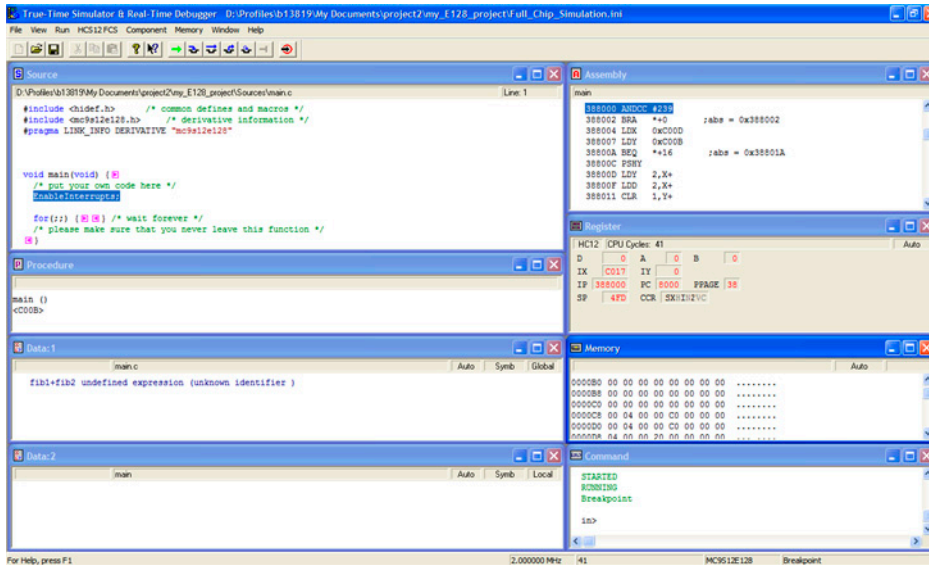 True-Time Simulator & Real-Time Debugger D:\Profiles\b13819\My Documents\project2\my_E128_project\Full_Chip_Simulation.ini
File View Run HCS12FCS Component Memory Window Help
Source
D:\Profiles\b13819\My Documents\project2\my_E128_project\Sources\main.c Line: 1
#include <hidef.h> /* common defines and macros */
#include <mc9s12e128.h> /* derivative information */
#pragma LINK_INFO DERIVATIVE "mc9s12e128"
void main(void) {
/* put your own code here */
EnableInterrupts;
for(;;) {} /* wait forever */
/* please make sure that you never leave this function */
}
Assembly
main
388000 ANDCC #239
388002 BRA *+0 ;abs = 0x388002
388004 LDX 0xC00D
388007 LDY 0xC00B
38800A BEQ *+16 ;abs = 0x38801A
38800C PSHY
38800D LDY 2,X+
38800F LDD 2,X+
388011 CLR 1,Y+
Register
HC12 CPU Cycles: 41 Auto
D 0 A 0 B 0
IX C017 IY 0
IP 388000 PC 8000 PPAGE 38
SP 4FD CCR SXHINZVC
Procedure
main ()
<C00B>
Data:1
main.c Auto Symb Global
fib1+fib2 undefined expression (unknown identifier )
Memory
Auto
0000B0 00 00 00 00 00 00 00 00 ........
0000B8 00 00 00 00 00 00 00 00 ........
0000C0 00 00 00 00 00 00 00 00 ........
0000C8 00 04 00 00 C0 00 00 00 ........
0000D0 00 04 00 00 C0 00 00 00 ........
0000D8 04 00 00 20 00 00 00 00 ... ....
Data:2
main Auto Symb Local
Command
STARTED
RUNNING
Breakpoint
in>
For Help, press F1 2.000000 MHz 41 MC9S12E128 Breakpoint